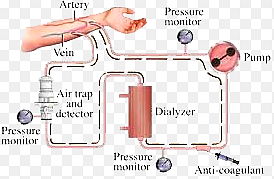 Artery
Pressure
monitor
Vein
Pump
Air trap
and
detector
Dialyzer
Pressure
monitor
Pressure
monitor
Anti-coagulant